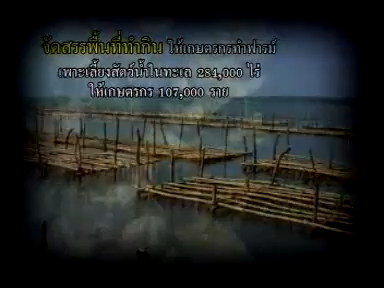 จัดสรรพื้นที่ทำกิน ให้เกษตรกรทำฟาร์ม
เพาะเลี้ยงสัตว์น้ำในทะเล 284,000 ไร่
ให้เกษตรกร 107,000 ราย